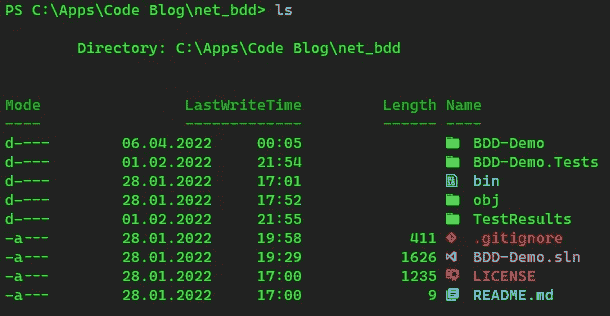 PS C:\Apps\Code Blog\net_bdd> ls
Directory: C:\Apps\Code Blog\net_bdd
Mode LastWriteTime Length Name
---- ------------- ------ ----
d---- 06.04.2022 00:05 BDD-Demo
d---- 01.02.2022 21:54 BDD-Demo.Tests
d---- 28.01.2022 17:01 bin
d---- 28.01.2022 17:52 obj
d---- 01.02.2022 21:55 TestResults
-a--- 28.01.2022 19:58 411 .gitignore
-a--- 28.01.2022 19:29 1626 BDD-Demo.sln
-a--- 28.01.2022 17:00 1235 LICENSE
-a--- 28.01.2022 17:00 9 README.md